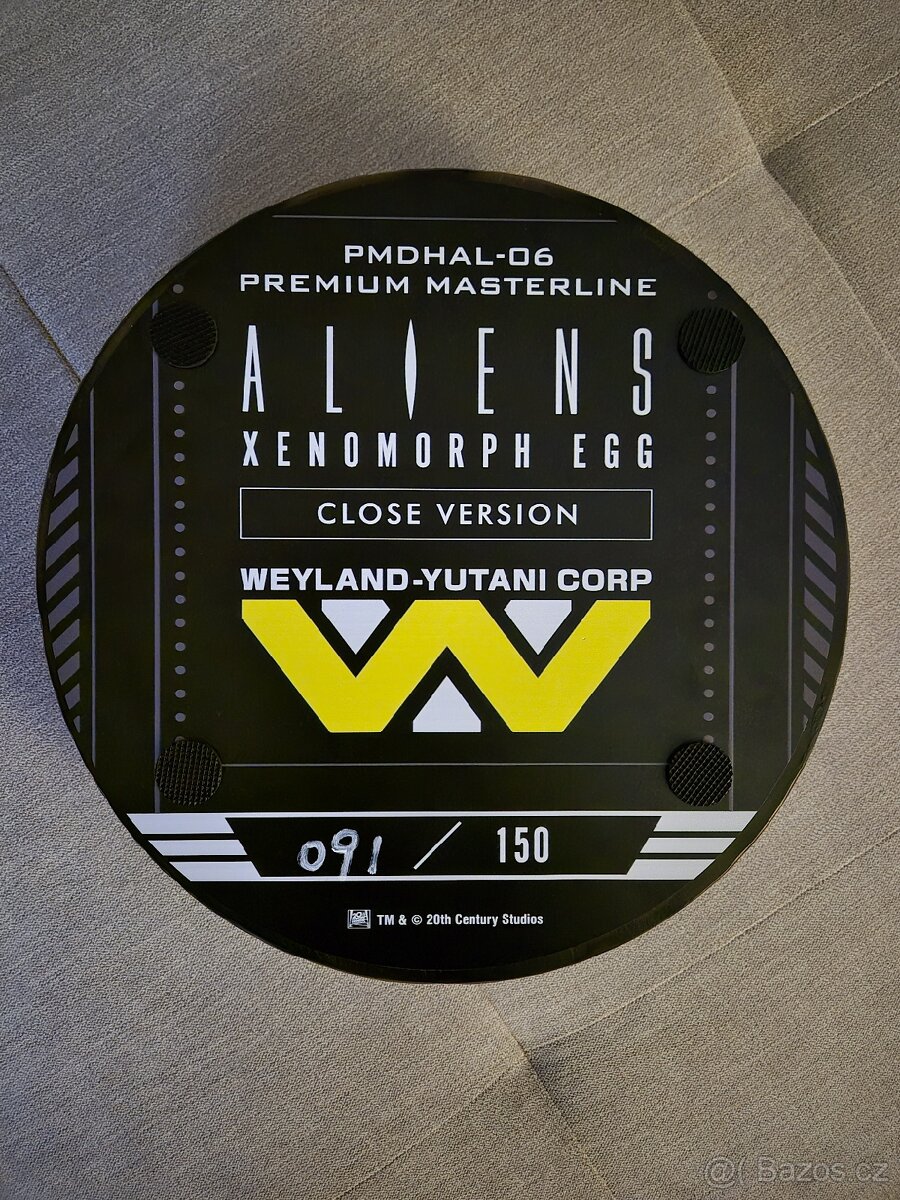 PMDHAL-06
PREMIUM MASTERLINE
ALIENS
XENOMORPH EGG
CLOSE VERSION
WEYLAND-YUTANI CORP
091 / 150
TM & © 20th Century Studios
@( Bazos.cz